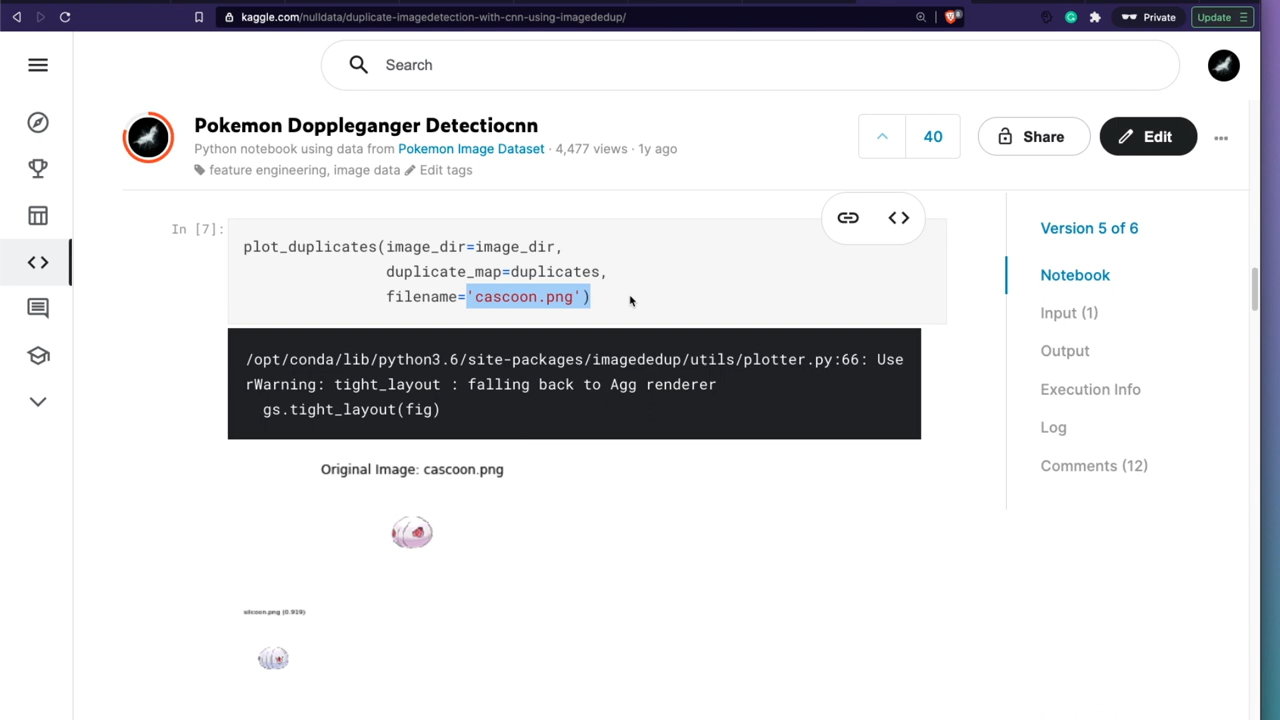 kaggle.com/nulldata/duplicate-imagedetection-with-cnn-using-imagededup/
8
Private
Update
Search
Pokemon Doppleganger Detectiocnn
Python notebook using data from Pokemon Image Dataset · 4,477 views · 1y ago
feature engineering, image data Edit tags
40
Share
Edit
In [7]:
plot_duplicates(image_dir=image_dir,
duplicate_map=duplicates,
filename='cascoon.png')
/opt/conda/lib/python3.6/site-packages/imagededup/utils/plotter.py:66: Use
rWarning: tight_layout : falling back to Agg renderer
gs.tight_layout(fig)
Original Image: cascoon.png
silcoon.png (0.919)
Version 5 of 6
Notebook
Input (1)
Output
Execution Info
Log
Comments (12)